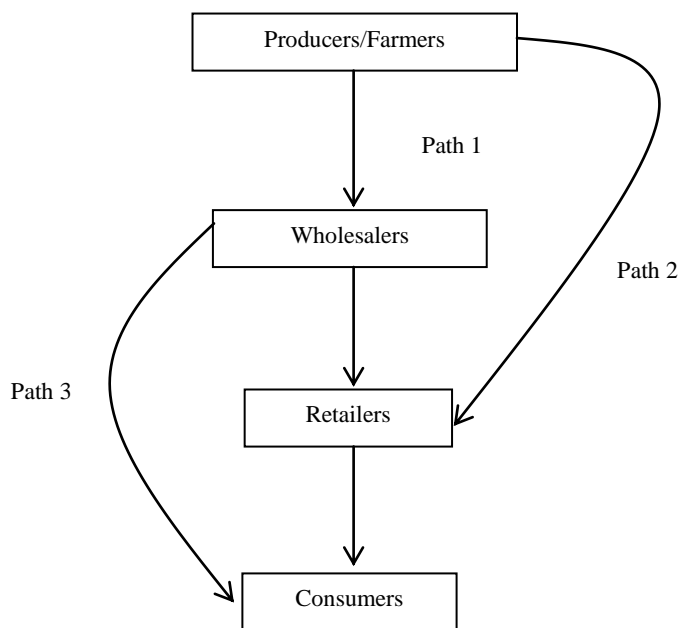 Producers/Farmers
Path 1
Wholesalers
Path 2
Path 3
Retailers
Consumers